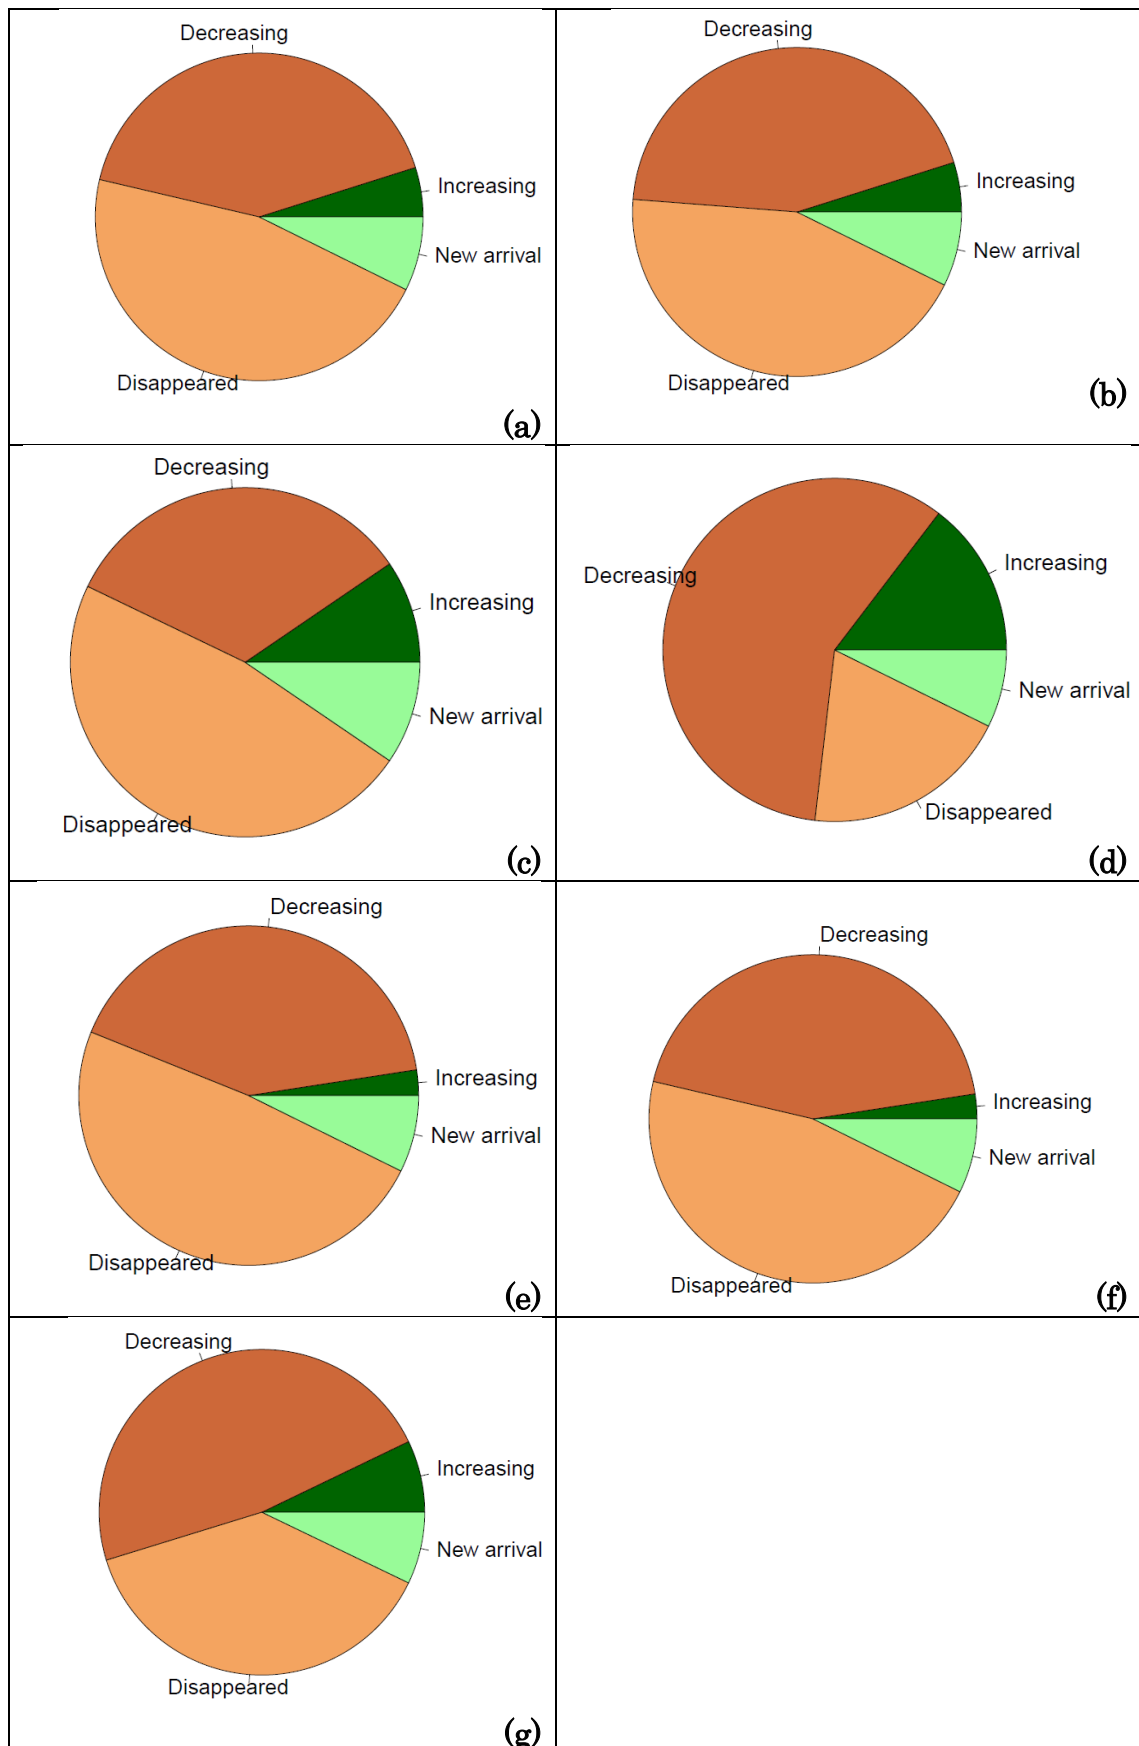 Decreasing
Increasing
New arrival
Disappeared
(a)
Decreasing
Increasing
New arrival
Disappeared
(b)
Decreasing
Increasing
New arrival
Disappeared
(c)
Decreasing
Increasing
New arrival
Disappeared
(d)
Decreasing
Increasing
New arrival
Disappeared
(e)
Decreasing
Increasing
New arrival
Disappeared
(f)
Decreasing
Increasing
New arrival
Disappeared
(g)